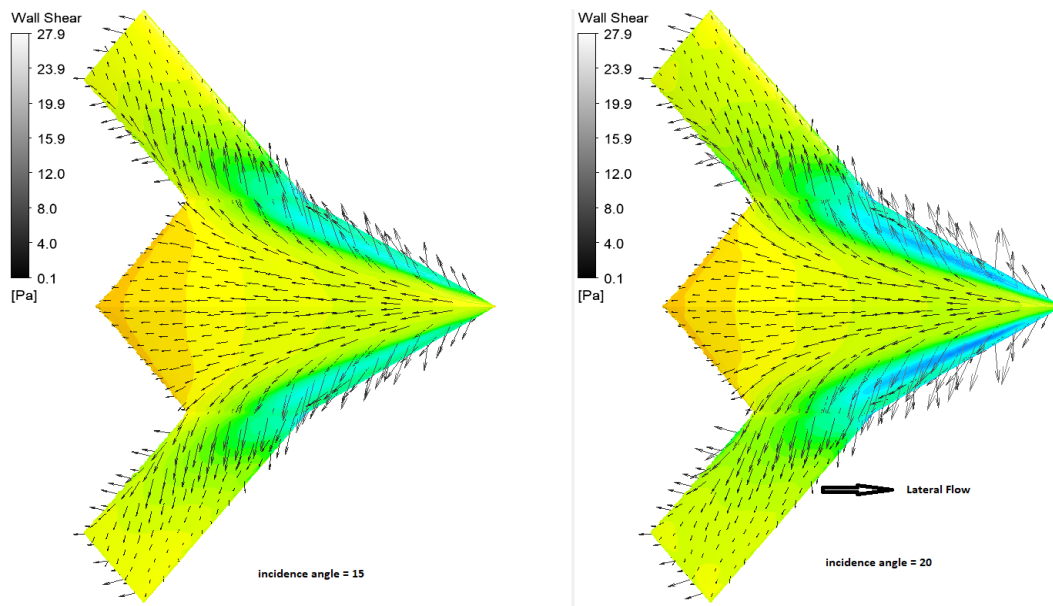 Wall Shear
27.9
23.9
19.9
15.9
12.0
8.0
4.0
0.1
[Pa]
incidence angle = 15
Wall Shear
27.9
23.9
19.9
15.9
12.0
8.0
4.0
0.1
[Pa]
Lateral Flow
incidence angle = 20